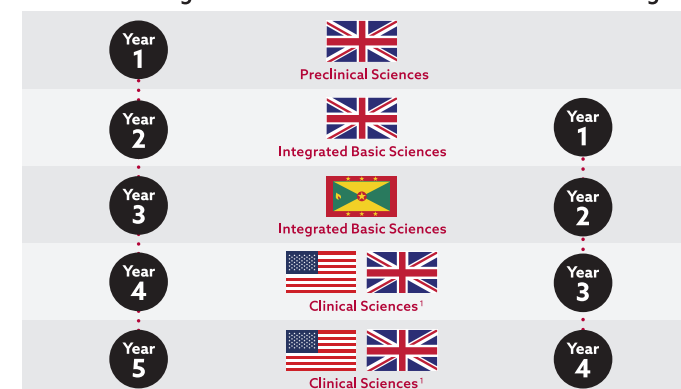 Year
1
Preclinical Sciences
Year
2
Integrated Basic Sciences
Year
1
Year
3
Integrated Basic Sciences
Year
2
Year
4
Clinical Sciences¹
Year
3
Year
5
Clinical Sciences¹
Year
4